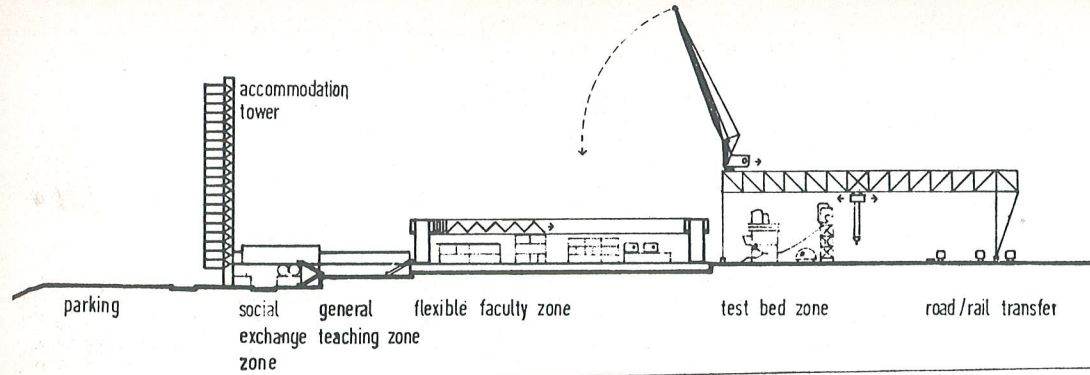 accommodation
tower
parking
social
exchange
zone
general
teaching zone
flexible faculty zone
test bed zone
road/rail transfer